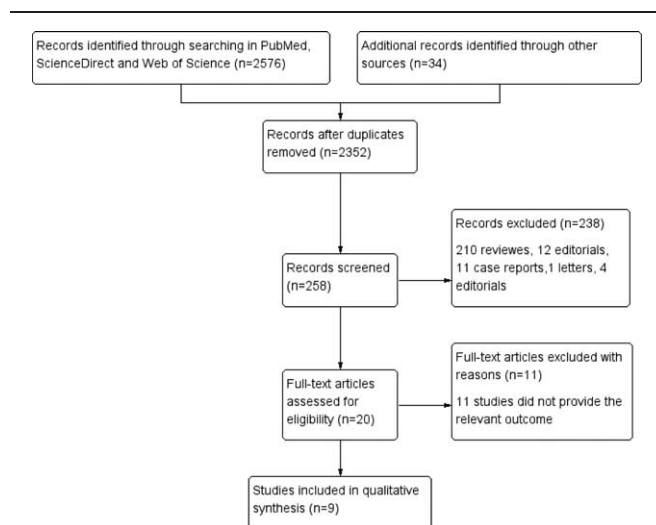 Records identified through searching in PubMed,
ScienceDirect and Web of Science (n=2576)
Additional records identified through other
sources (n=34)
Records after duplicates
removed (n=2352)
Records excluded (n=238)
210 reviewes, 12 editorials,
11 case reports,1 letters, 4
editorials
Records screened
(n=258)
Full-text articles excluded with
reasons (n=11)
11 studies did not provide the
relevant outcome
Full-text articles
assessed for
eligibility (n=20)
Studies included in qualitative
synthesis (n=9)